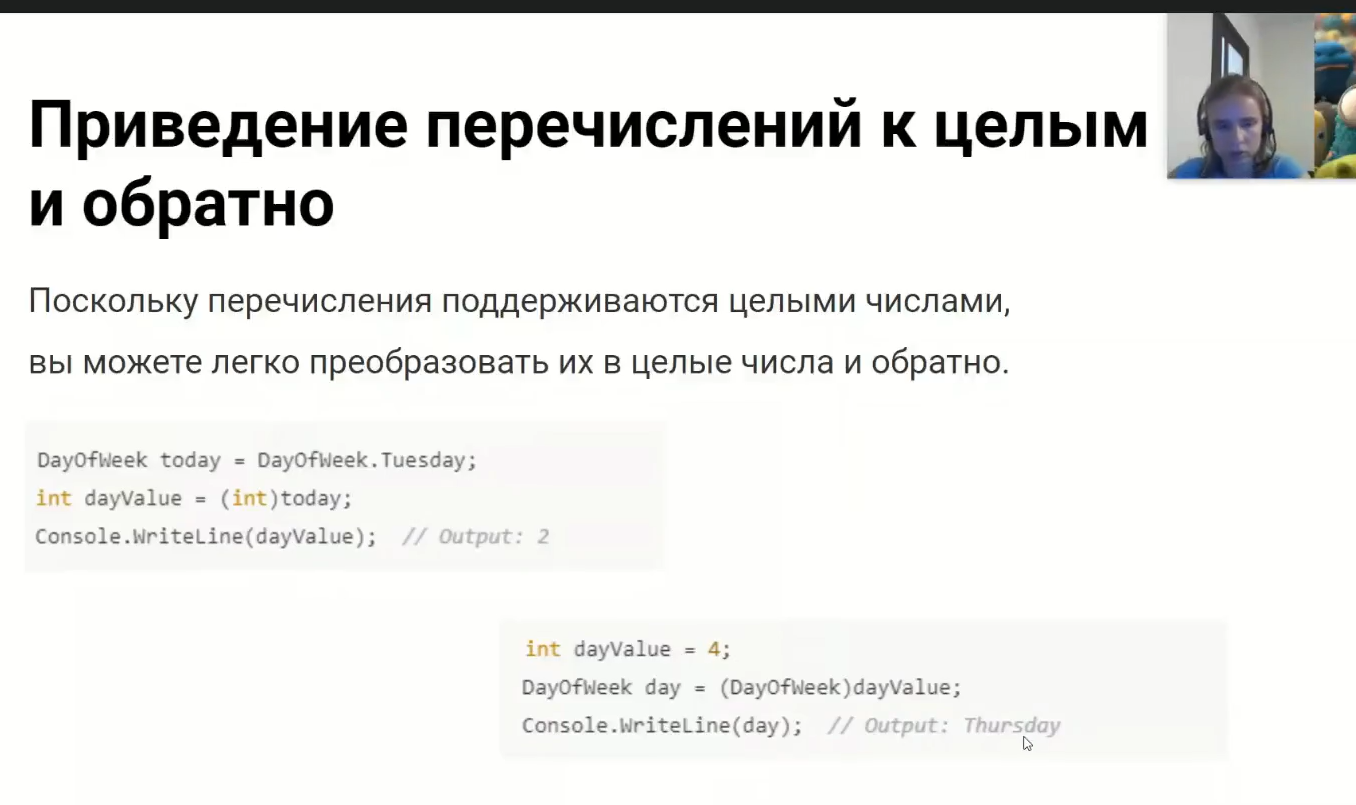 Приведение перечислений к целым
и обратно
Поскольку перечисления поддерживаются целыми числами,
вы можете легко преобразовать их в целые числа и обратно.
DayOfWeek today = DayOfWeek.Tuesday;
int dayValue = (int)today;
Console.WriteLine(dayValue);  // Output: 2
int dayValue = 4;
DayOfWeek day = (DayOfWeek)dayValue;
Console.WriteLine(day);  // Output: Thursday